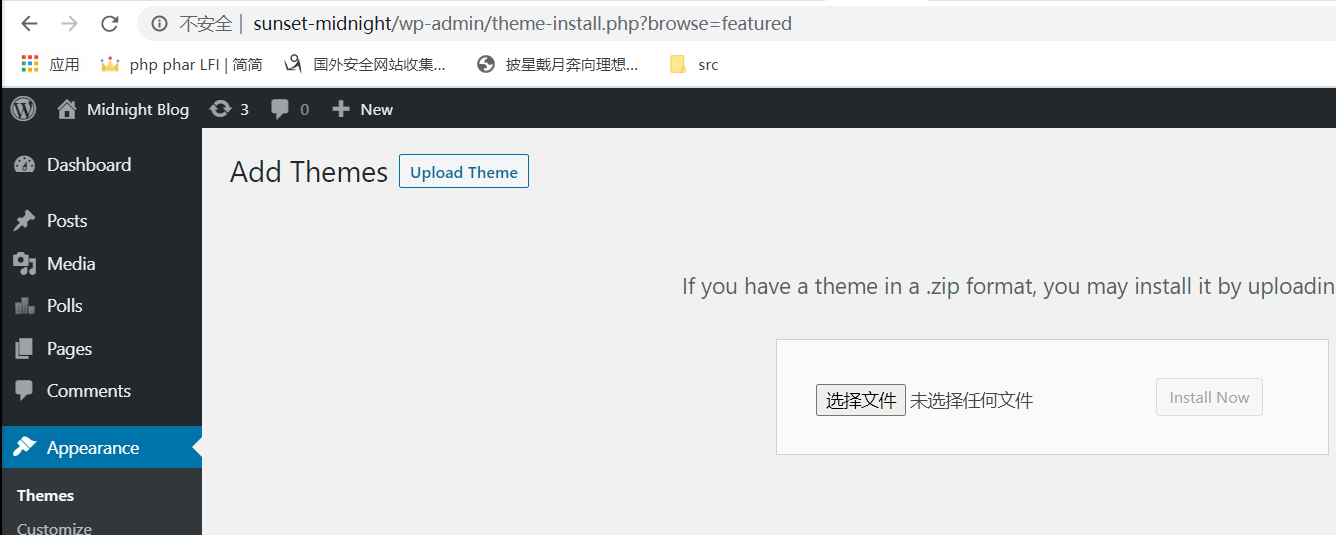 不安全 | sunset-midnight/wp-admin/theme-install.php?browse=featured
应用 php phar LFI | 简简 国外安全网站收集... 披星戴月奔向理想... src
Midnight Blog 3 0 New
Dashboard
Add Themes Upload Theme
Posts
Media
If you have a theme in a .zip format, you may install it by uploadin
Polls
Pages
Comments
选择文件 未选择任何文件 Install Now
Appearance
Themes
Customize